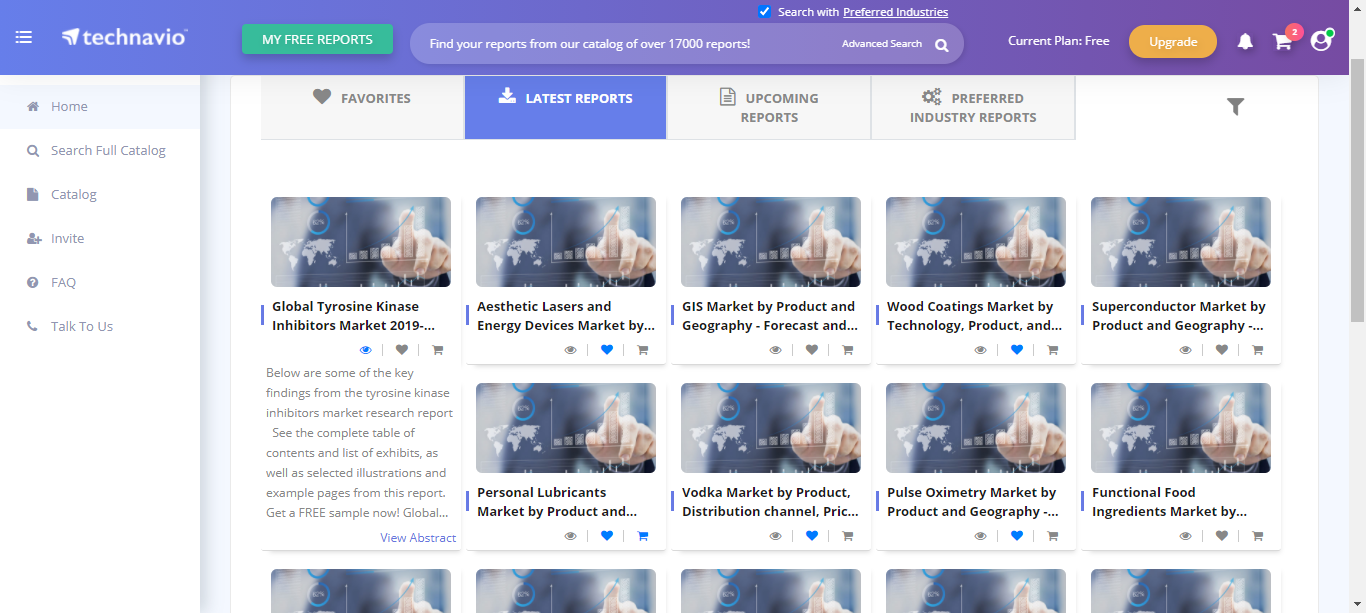 Search with Preferred Industries
technavio
MY FREE REPORTS
Find your reports from our catalog of over 17000 reports!
Advanced Search
Current Plan: Free
Upgrade
2
Home
Search Full Catalog
Catalog
Invite
FAQ
Talk To Us
FAVORITES
LATEST REPORTS
UPCOMING
REPORTS
PREFERRED
INDUSTRY REPORTS
Global Tyrosine Kinase
Inhibitors Market 2019-...
Below are some of the key
findings from the tyrosine kinase
inhibitors market research report
See the complete table of
contents and list of exhibits, as
well as selected illustrations and
example pages from this report.
Get a FREE sample now! Global...
View Abstract
Aesthetic Lasers and
Energy Devices Market by...
GIS Market by Product and
Geography - Forecast and...
Wood Coatings Market by
Technology, Product, and...
Superconductor Market by
Product and Geography -...
Personal Lubricants
Market by Product and...
Vodka Market by Product,
Distribution channel, Pric...
Pulse Oximetry Market by
Product and Geography -...
Functional Food
Ingredients Market by...